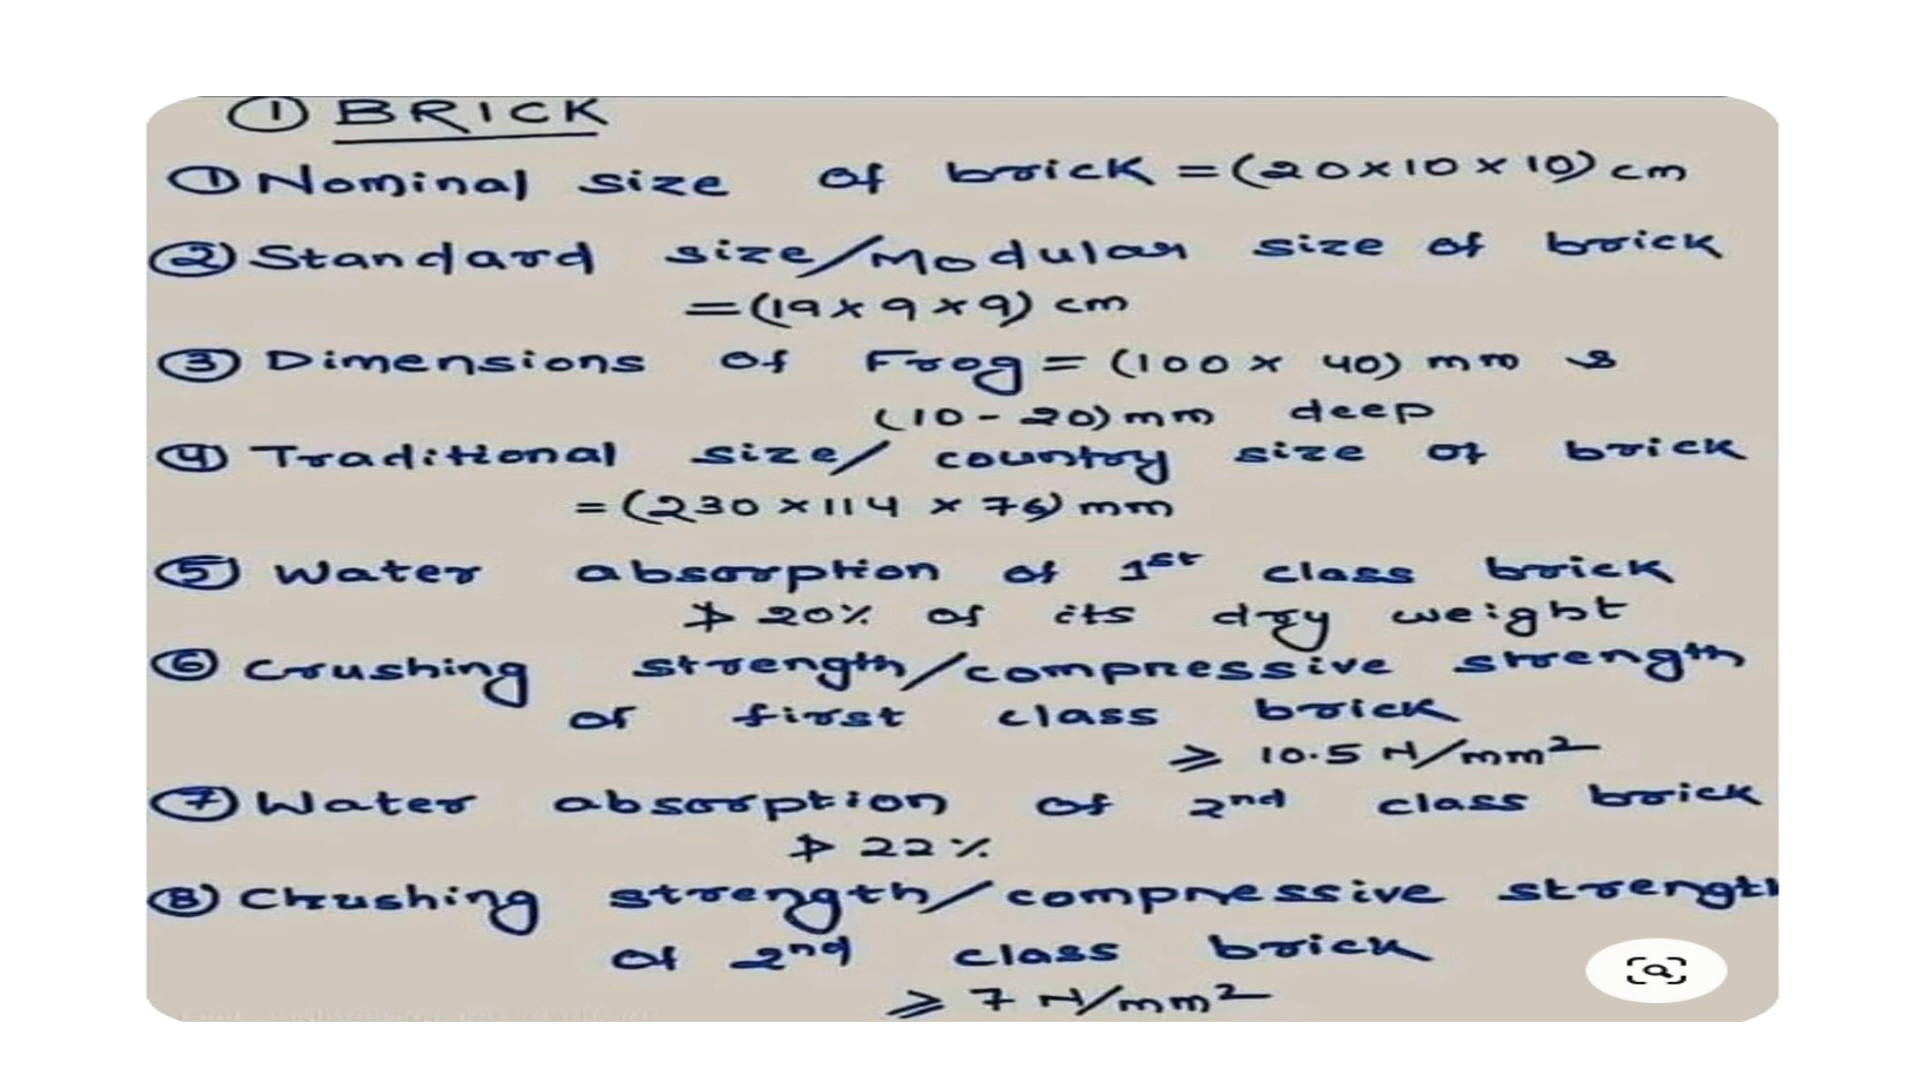 ① BRICK
① Nominal size of brick = (20 x 10 x 10) cm
② Standard size/Modular size of brick
= (19 x 9 x 9) cm
③ Dimensions of Frog = (100 x 40) mm &
(10 - 20) mm deep
④ Traditional size/ country size of brick
= (230 x 114 x 76) mm
⑤ Water absorption of 1st class brick
≯ 20% of its dry weight
⑥ Crushing strength/compressive strength
of first class brick
⩾ 10.5 N/mm²
⑦ Water absorption of 2nd class brick
≯ 22%
⑧ Chrushing strength/compressive strength
of 2nd class brick
⩾ 7 N/mm²